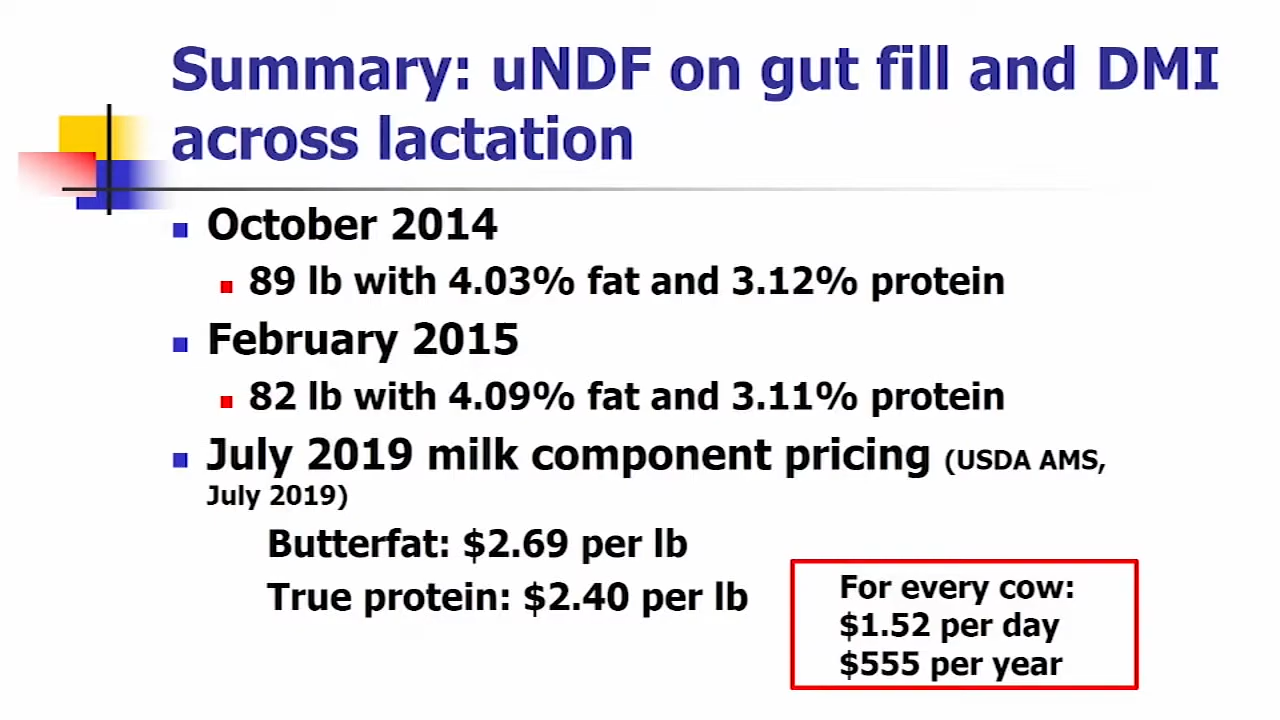 Summary: uNDF on gut fill and DMI
across lactation
October 2014
89 lb with 4.03% fat and 3.12% protein
February 2015
82 lb with 4.09% fat and 3.11% protein
July 2019 milk component pricing (USDA AMS,
July 2019)
Butterfat: $2.69 per lb
True protein: $2.40 per lb
For every cow:
$1.52 per day
$555 per year